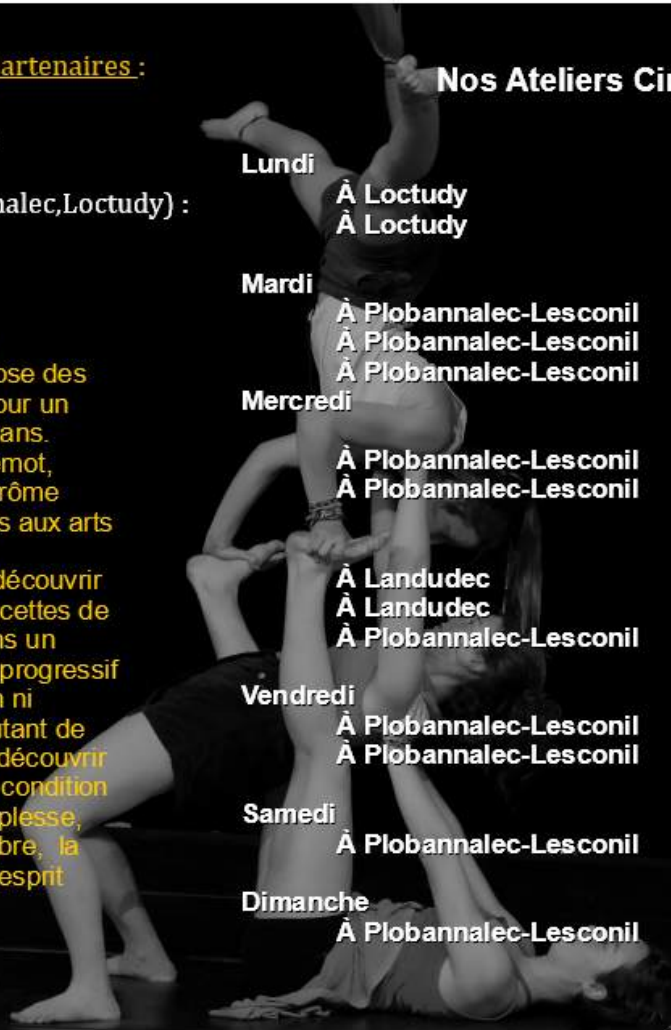 artenaires :
nalec,Loctudy) :
ose des
our un
ans.
emot,
rôme
s aux arts
découvrir
cettes de
ns un
progressif
n ni
utant de
découvrir
condition
plesse,
bre, la
esprit
Nos Ateliers Cir
Lundi
À Loctudy
À Loctudy
Mardi
À Plobannalec-Lesconil
À Plobannalec-Lesconil
À Plobannalec-Lesconil
Mercredi
À Plobannalec-Lesconil
À Plobannalec-Lesconil
À Landudec
À Landudec
À Plobannalec-Lesconil
Vendredi
À Plobannalec-Lesconil
À Plobannalec-Lesconil
Samedi
À Plobannalec-Lesconil
Dimanche
À Plobannalec-Lesconil